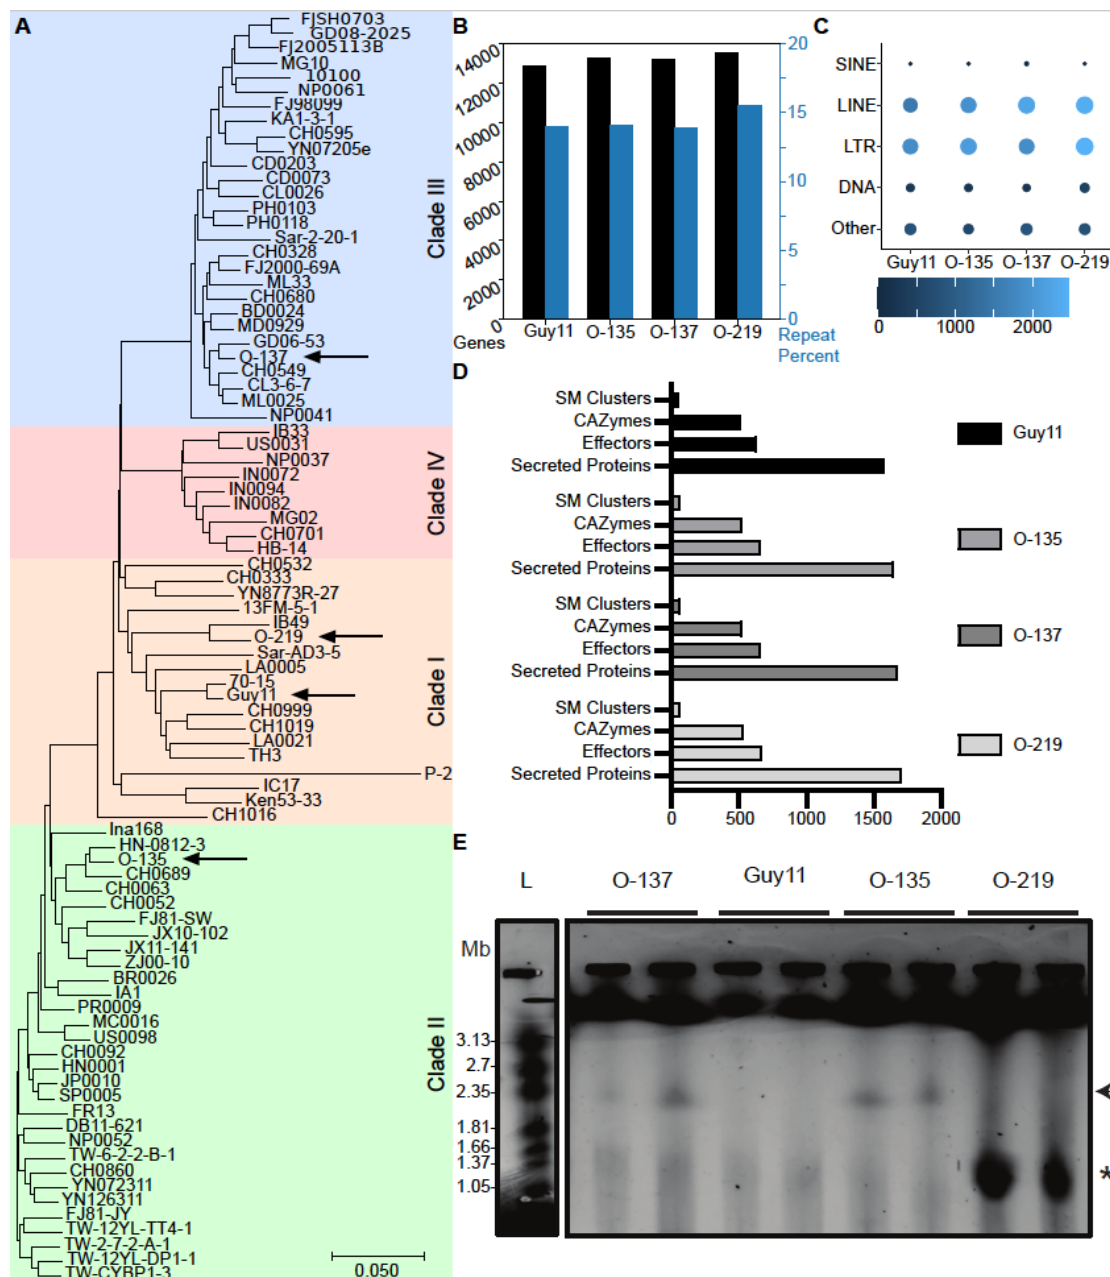 A
FJSH0703
GD08-2025
FJ2005113B
MG10
10100
NP0061
FJ98099
KA1-3-1
CH0595
YN07205e
CD0203
CD0073
CL0026
PH0103
PH0118
Sar-2-20-1
CH0328
FJ2000-69A
ML33
CH0680
BD0024
MD0929
GD06-53
O-137
CH0549
CL3-6-7
ML0025
NP0041
Clade III
IB33
US0031
NP0037
IN0072
IN0094
IN0082
MG02
CH0701
HB-14
Clade IV
CH0532
CH0333
YN8773R-27
13FM-5-1
IB49
O-219
Sar-AD3-5
LA0005
70-15
Guy11
CH0999
CH1019
LA0021
TH3
P-2
IC17
Ken53-33
CH1016
Clade I
Ina168
HN-0812-3
O-135
CH0689
CH0063
CH0052
FJ81-SW
JX10-102
JX11-141
ZJ00-10
BR0026
IA1
PR0009
MC0016
US0098
CH0092
HN0001
JP0010
SP0005
FR13
DB11-621
NP0052
TW-6-2-2-B-1
CH0860
YN072311
YN126311
FJ81-JY
TW-12YL-TT4-1
TW-2-7-2-A-1
TW-12YL-DP1-1
TW-CYBP1-3
Clade II
0.050
B
14000
12000
10000
8000
6000
4000
2000
0
20
15
10
5
0
Genes
Guy11 O-135 O-137 O-219
Repeat
Percent
C
SINE
LINE
LTR
DNA
Other
Guy11 O-135 O-137 O-219
0 1000 2000
D
SM Clusters
CAZymes
Effectors
Secreted Proteins
SM Clusters
CAZymes
Effectors
Secreted Proteins
SM Clusters
CAZymes
Effectors
Secreted Proteins
SM Clusters
CAZymes
Effectors
Secreted Proteins
0 500 1000 1500 2000
Guy11
O-135
O-137
O-219
E
L O-137 Guy11 O-135 O-219
Mb
3.13
2.7
2.35
1.81
1.66
1.37
1.05
*